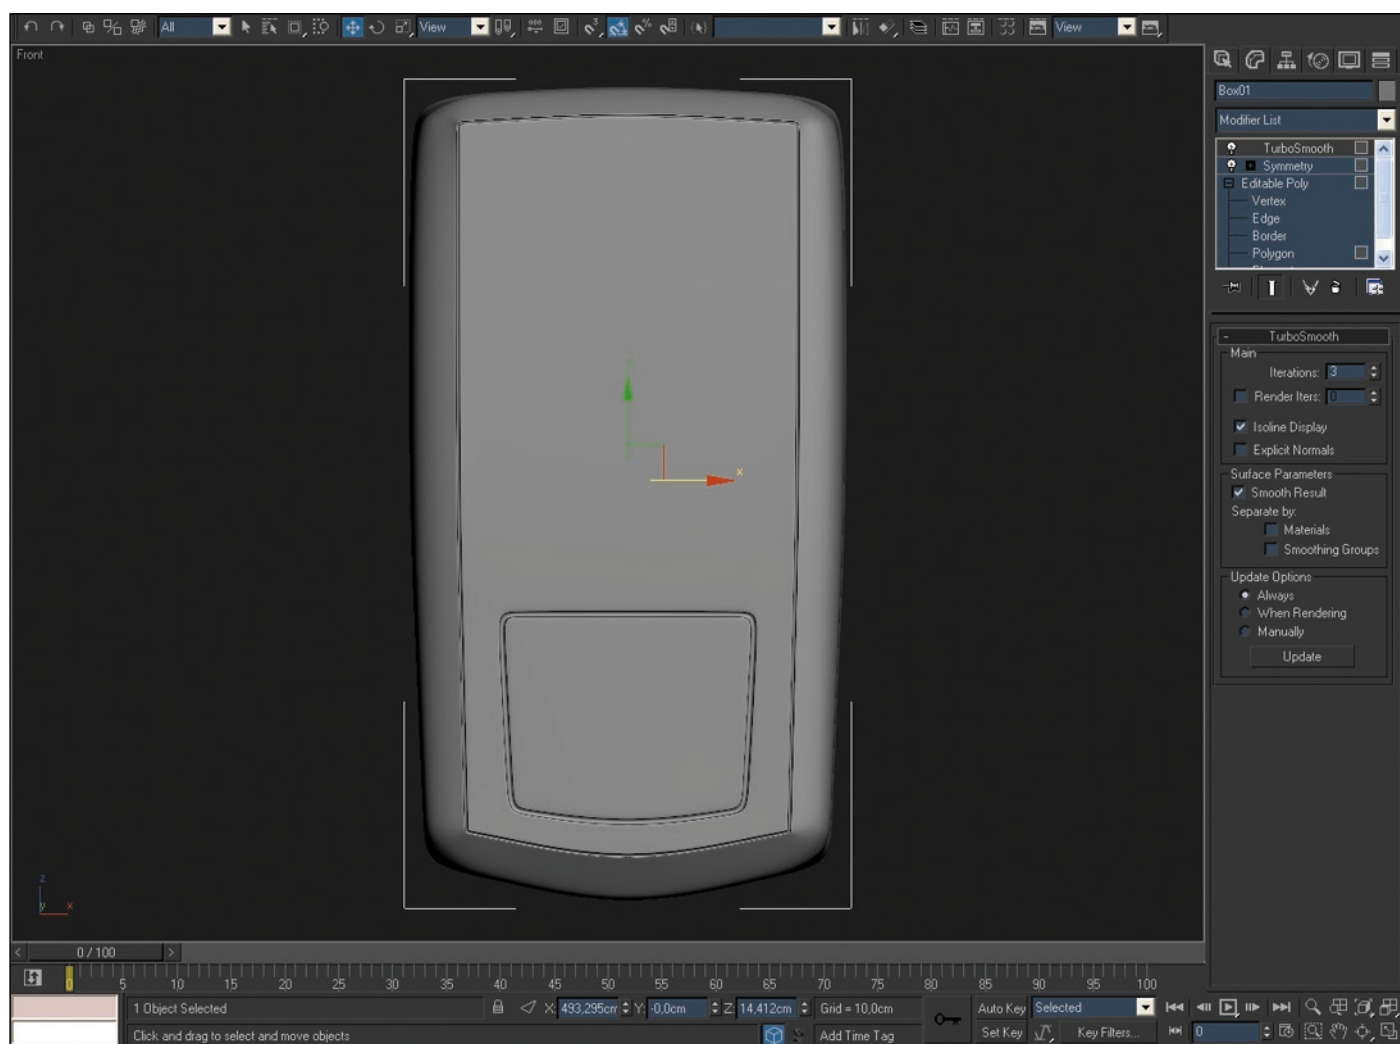 All View View
Front
Box01
Modifier List
TurboSmooth
Symmetry
Editable Poly
Vertex
Edge
Border
Polygon
- TurboSmooth
Main
Iterations: 3
Render Iters: 0
Isoline Display
Explicit Normals
Surface Parameters
Smooth Result
Separate by:
Materials
Smoothing Groups
Update Options
Always
When Rendering
Manually
Update
x
z
y x
< 0 / 100 >
0 5 10 15 20 25 30 35 40 45 50 55 60 65 70 75 80 85 90 95 100
1 Object Selected X: 493,295cm Y: -0,0cm Z: 14,412cm Grid = 10,0cm Auto Key Selected
Click and drag to select and move objects Add Time Tag Set Key Key Filters... 0